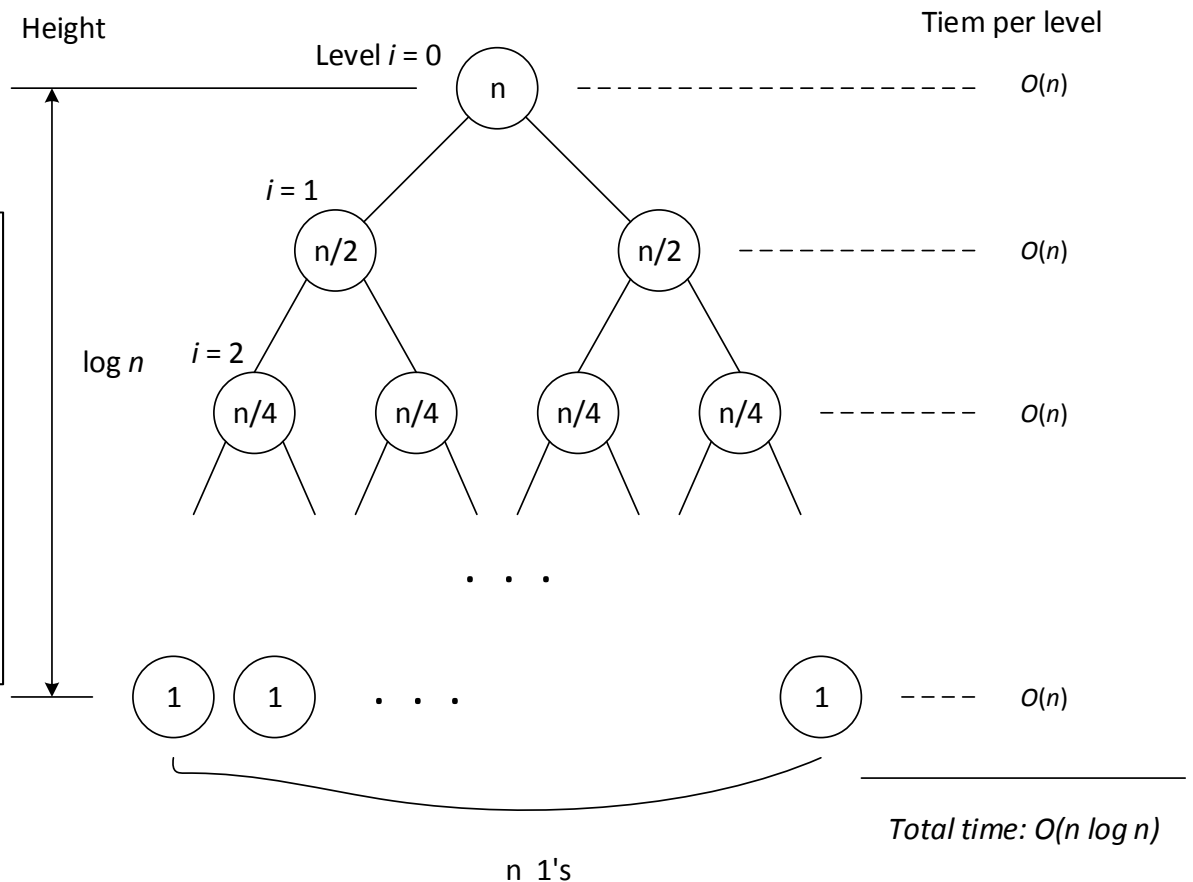 Height
Tiem per level
Level i = 0
n
O(n)
i = 1
n/2
n/2
O(n)
log n
i = 2
n/4
n/4
n/4
n/4
O(n)
. . .
1
1
. . .
1
O(n)
Total time: O(n log n)
n 1's